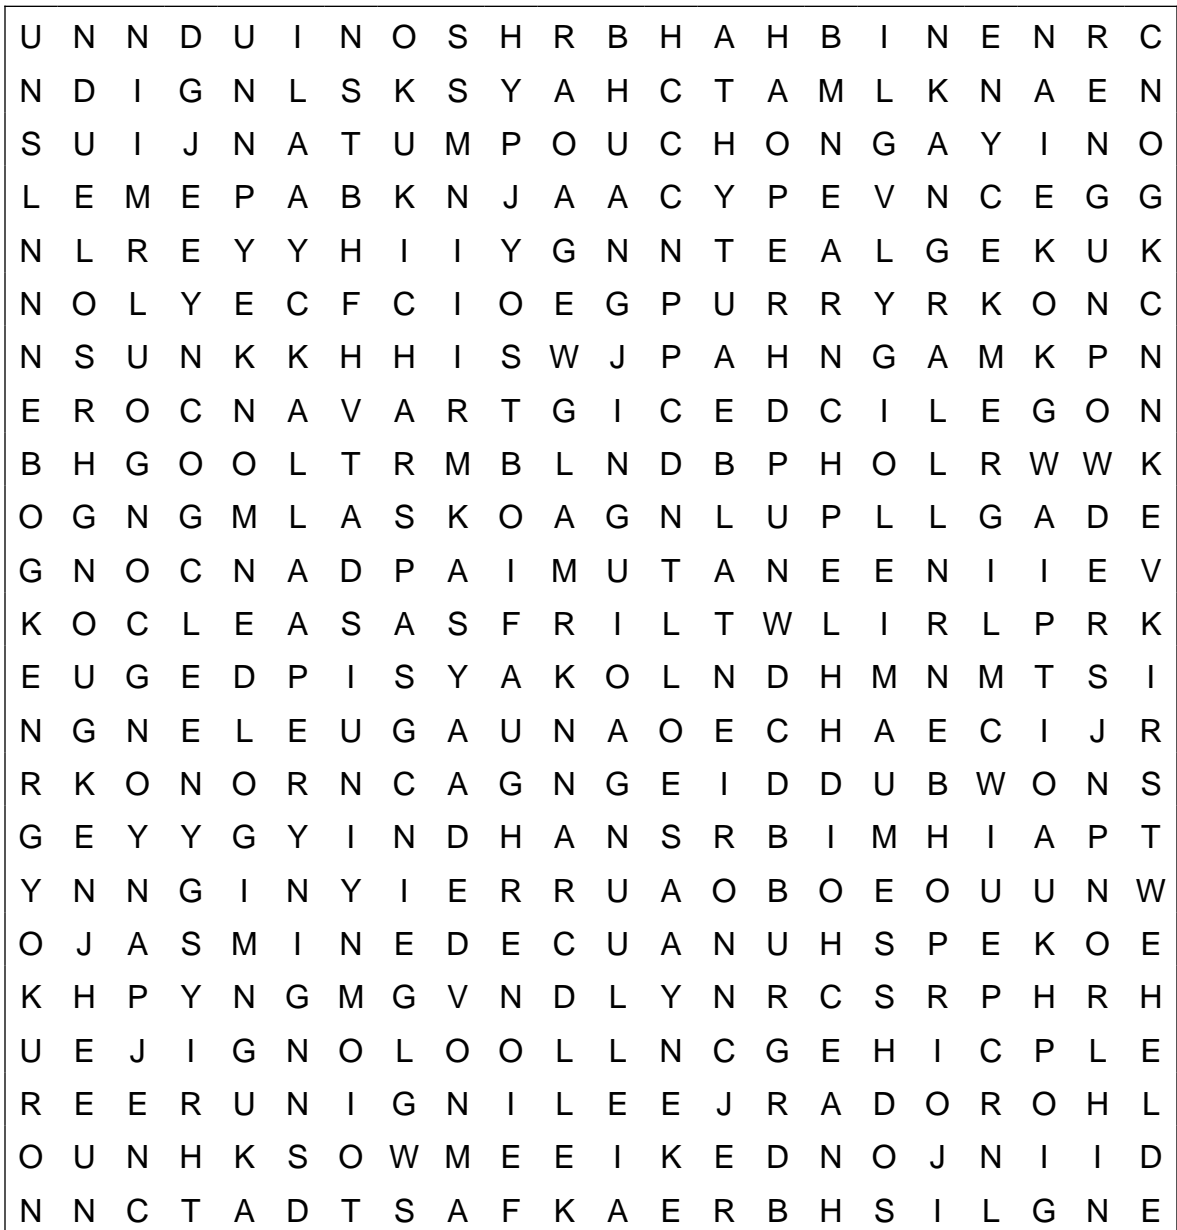 U N N D U I N O S H R B H A H B I N E N R C
N D I G N L S K S Y A H C T A M L K N A E N
S U I J N A T U M P O U C H O N G A Y I N O
L E M E P A B K N J A A C Y P E V N C E G G
N L R E Y Y H I I Y G N N T E A L G E K U K
N O L Y E C F C I O E G P U R R Y R K O N C
N S U N K K H H I S W J P A H N G A M K P N
E R O C N A V A R T G I C E D C I L E G O N
B H G O O L T R M B L N D B P H O L R W W K
O G N G M L A S K O A G N L U P L L G A D E
G N O C N A D P A I M U T A N E E N I I E V
K O C L E A S A S F R I L T W L I R L P R K
E U G E D P I S Y A K O L N D H M N M T S I
N G N E L E U G A U N A O E C H A E C I J R
R K O N O R N C A G N G E I D D U B W O N S
G E Y Y G Y I N D H A N S R B I M H I A P T
Y N N G I N Y I E R R U A O B O E O U U N W
O J A S M I N E D E C U A N U H S P E K O E
K H P Y N G M G V N D L Y N R C S R P H R H
U E J I G N O L O O L L N C G E H I C P L E
R E E R U N I G N I L E E J R A D O R O H L
O U N H K S O W M E E I K E D N O J N I I D
N N C T A D T S A F K A E R B H S I L G N E